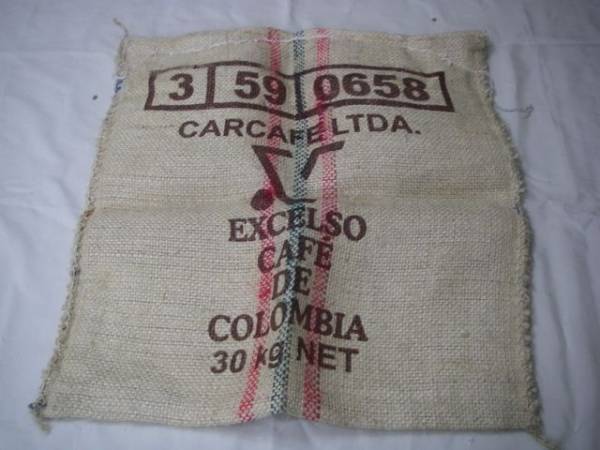 3 59 0658
CARCAFE LTDA.
EXCELSO
CAFÉ
DE
COLOMBIA
30 kg NET